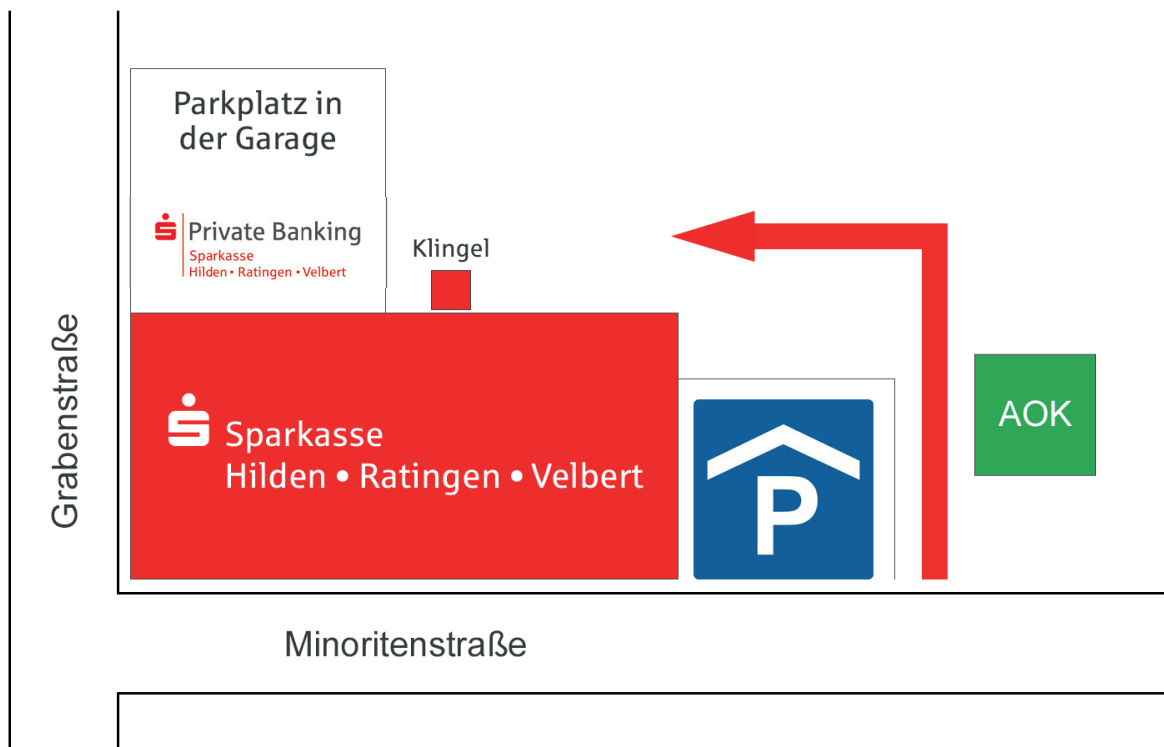 Parkplatz in
der Garage
Private Banking
Sparkasse
Hilden • Ratingen • Velbert
Klingel
Grabenstraße
Sparkasse
Hilden • Ratingen • Velbert
P
AOK
Minoritenstraße